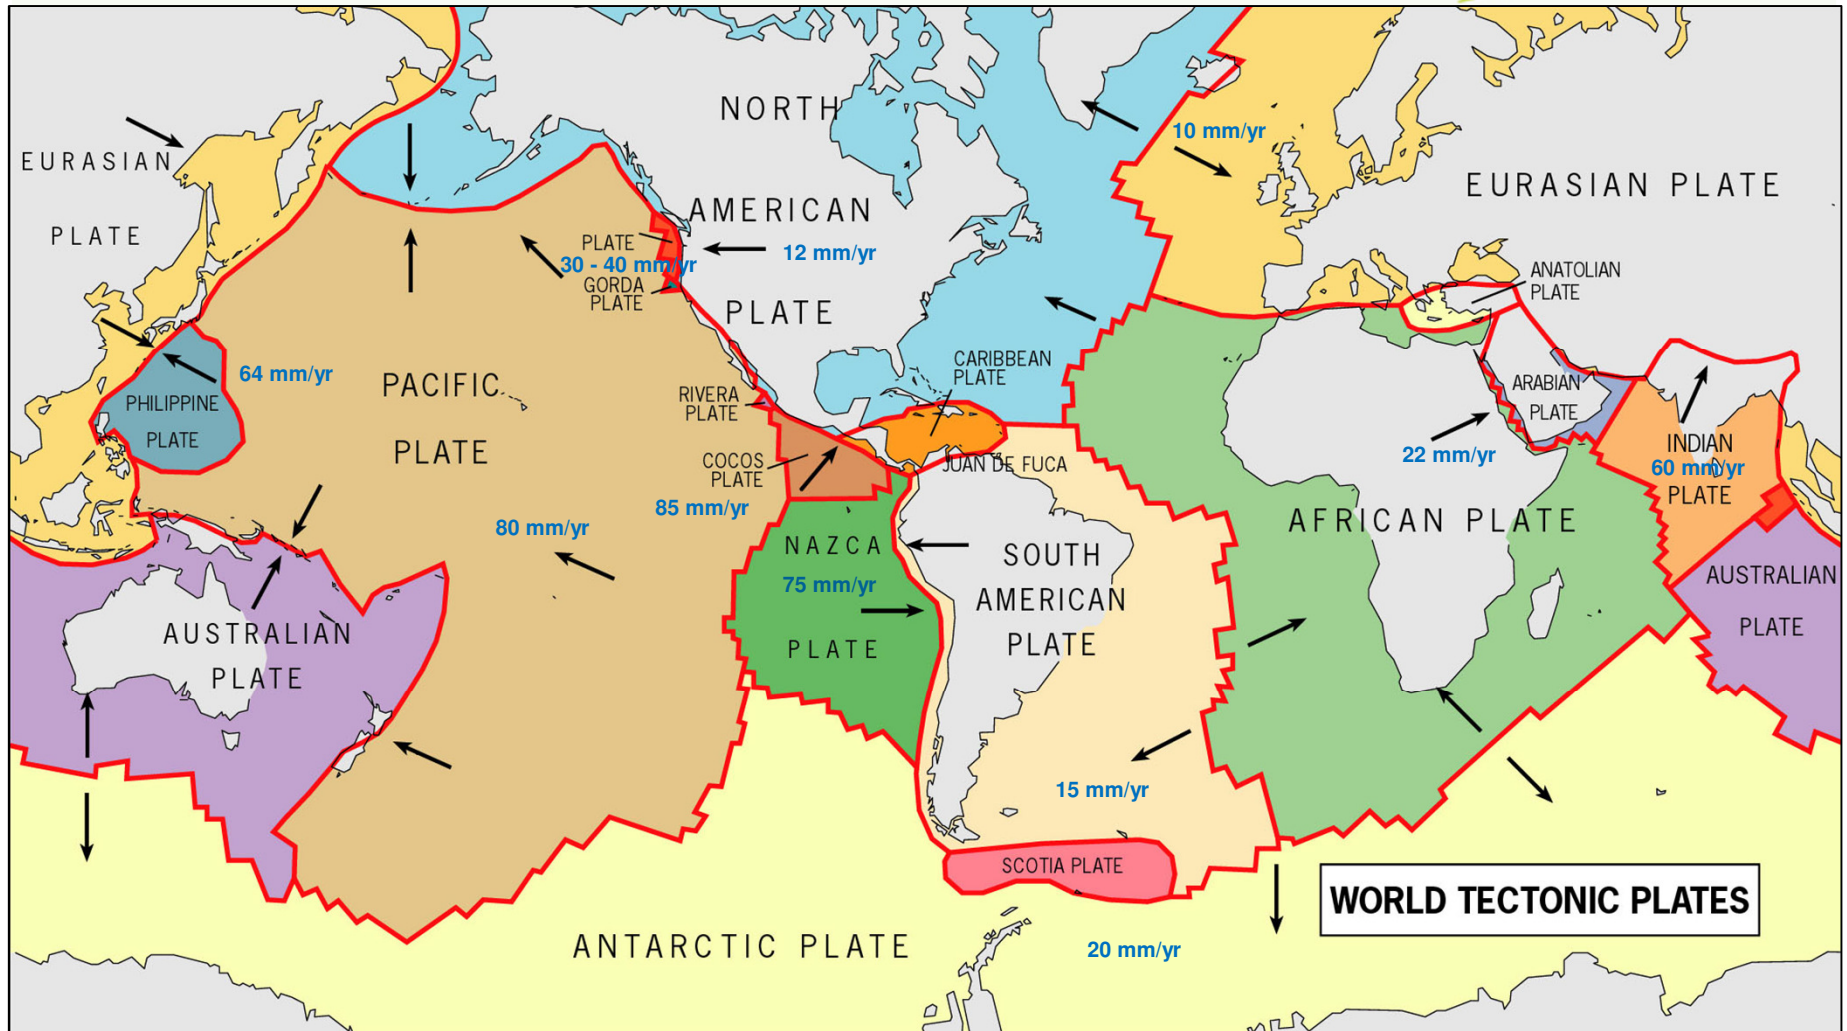 NORTH
AMERICAN
PLATE
12 mm/yr
10 mm/yr
EURASIAN
PLATE
EURASIAN PLATE
PLATE
30 - 40 mm/yr
GORDA
PLATE
ANATOLIAN
PLATE
64 mm/yr
PHILIPPINE
PLATE
PACIFIC
PLATE
80 mm/yr
RIVERA
PLATE
CARIBBEAN
PLATE
COCOS
PLATE
85 mm/yr
JUAN DE FUCA
ARABIAN
PLATE
22 mm/yr
INDIAN
60 mm/yr
PLATE
NAZCA
75 mm/yr
PLATE
SOUTH
AMERICAN
PLATE
15 mm/yr
AFRICAN PLATE
AUSTRALIAN
PLATE
AUSTRALIAN
PLATE
SCOTIA PLATE
ANTARCTIC PLATE
20 mm/yr
WORLD TECTONIC PLATES